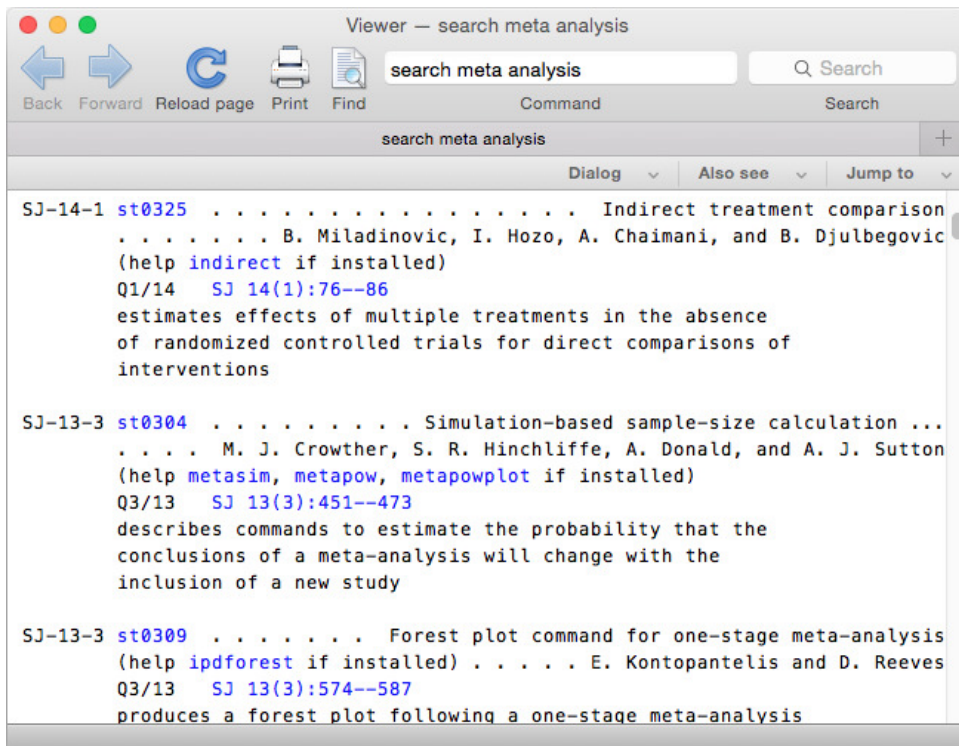 Viewer — search meta analysis
search meta analysis
Search
Back Forward Reload page Print Find Command Search
search meta analysis
Dialog Also see Jump to
SJ-14-1 st0325 . . . . . . . . . . . . . . . . Indirect treatment comparison
. . . . . . . B. Miladinovic, I. Hozo, A. Chaimani, and B. Djulbegovic
(help indirect if installed)
Q1/14 SJ 14(1):76--86
estimates effects of multiple treatments in the absence
of randomized controlled trials for direct comparisons of
interventions
SJ-13-3 st0304 . . . . . . . . . Simulation-based sample-size calculation ...
. . . . M. J. Crowther, S. R. Hinchliffe, A. Donald, and A. J. Sutton
(help metasim, metapow, metapowplot if installed)
Q3/13 SJ 13(3):451--473
describes commands to estimate the probability that the
conclusions of a meta-analysis will change with the
inclusion of a new study
SJ-13-3 st0309 . . . . . . . Forest plot command for one-stage meta-analysis
(help ipdforest if installed) . . . . . E. Kontopantelis and D. Reeves
Q3/13 SJ 13(3):574--587
produces a forest plot following a one-stage meta-analysis